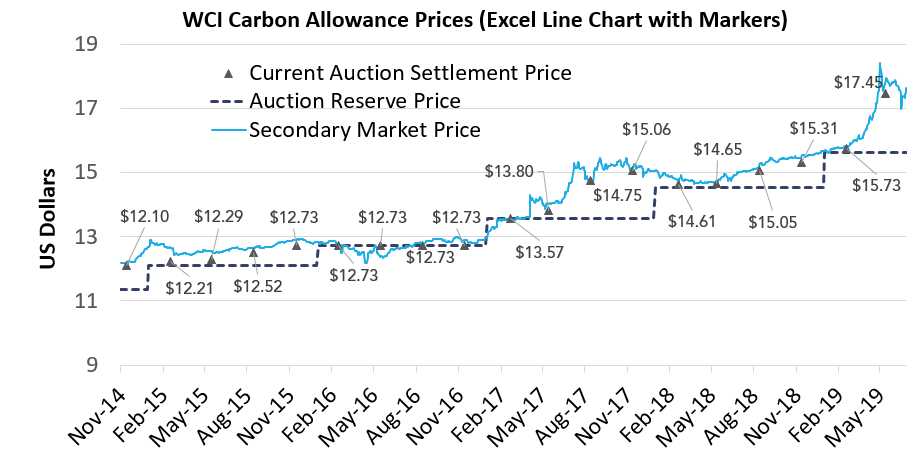 WCI Carbon Allowance Prices (Excel Line Chart with Markers)
19
17
15
13
11
9
US Dollars
Current Auction Settlement Price
Auction Reserve Price
Secondary Market Price
$12.10
$12.21
$12.29
$12.52
$12.73
$12.73
$12.73
$12.73
$12.73
$13.57
$13.80
$14.75
$15.06
$14.61
$14.65
$15.05
$15.31
$15.73
$17.45
Nov-14
Feb-15
May-15
Aug-15
Nov-15
Feb-16
May-16
Aug-16
Nov-16
Feb-17
May-17
Aug-17
Nov-17
Feb-18
May-18
Aug-18
Nov-18
Feb-19
May-19